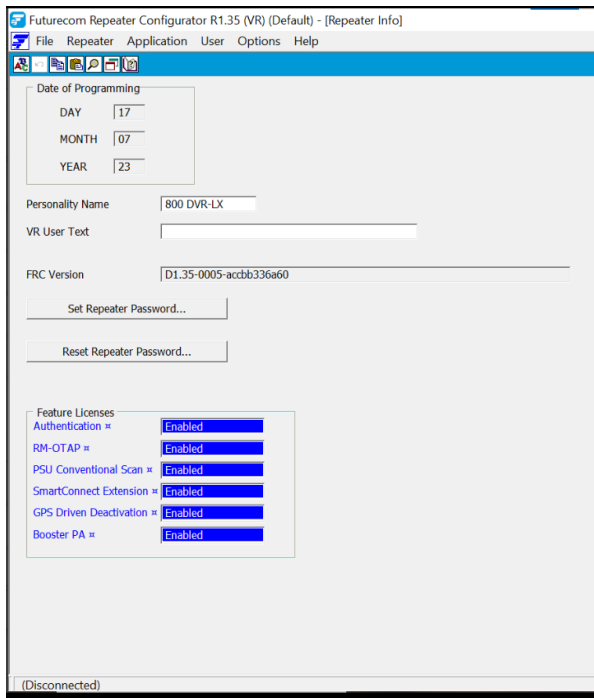 Futurecom Repeater Configurator R1.35 (VR) (Default) - [Repeater Info]
File Repeater Application User Options Help
Date of Programming
DAY 17
MONTH 07
YEAR 23
Personality Name 800 DVR-LX
VR User Text
FRC Version D1.35-0005-accbb336a60
Set Repeater Password...
Reset Repeater Password...
Feature Licenses
Authentication ¤ Enabled
RM-OTAP ¤ Enabled
PSU Conventional Scan ¤ Enabled
SmartConnect Extension ¤ Enabled
GPS Driven Deactivation ¤ Enabled
Booster PA ¤ Enabled
(Disconnected)